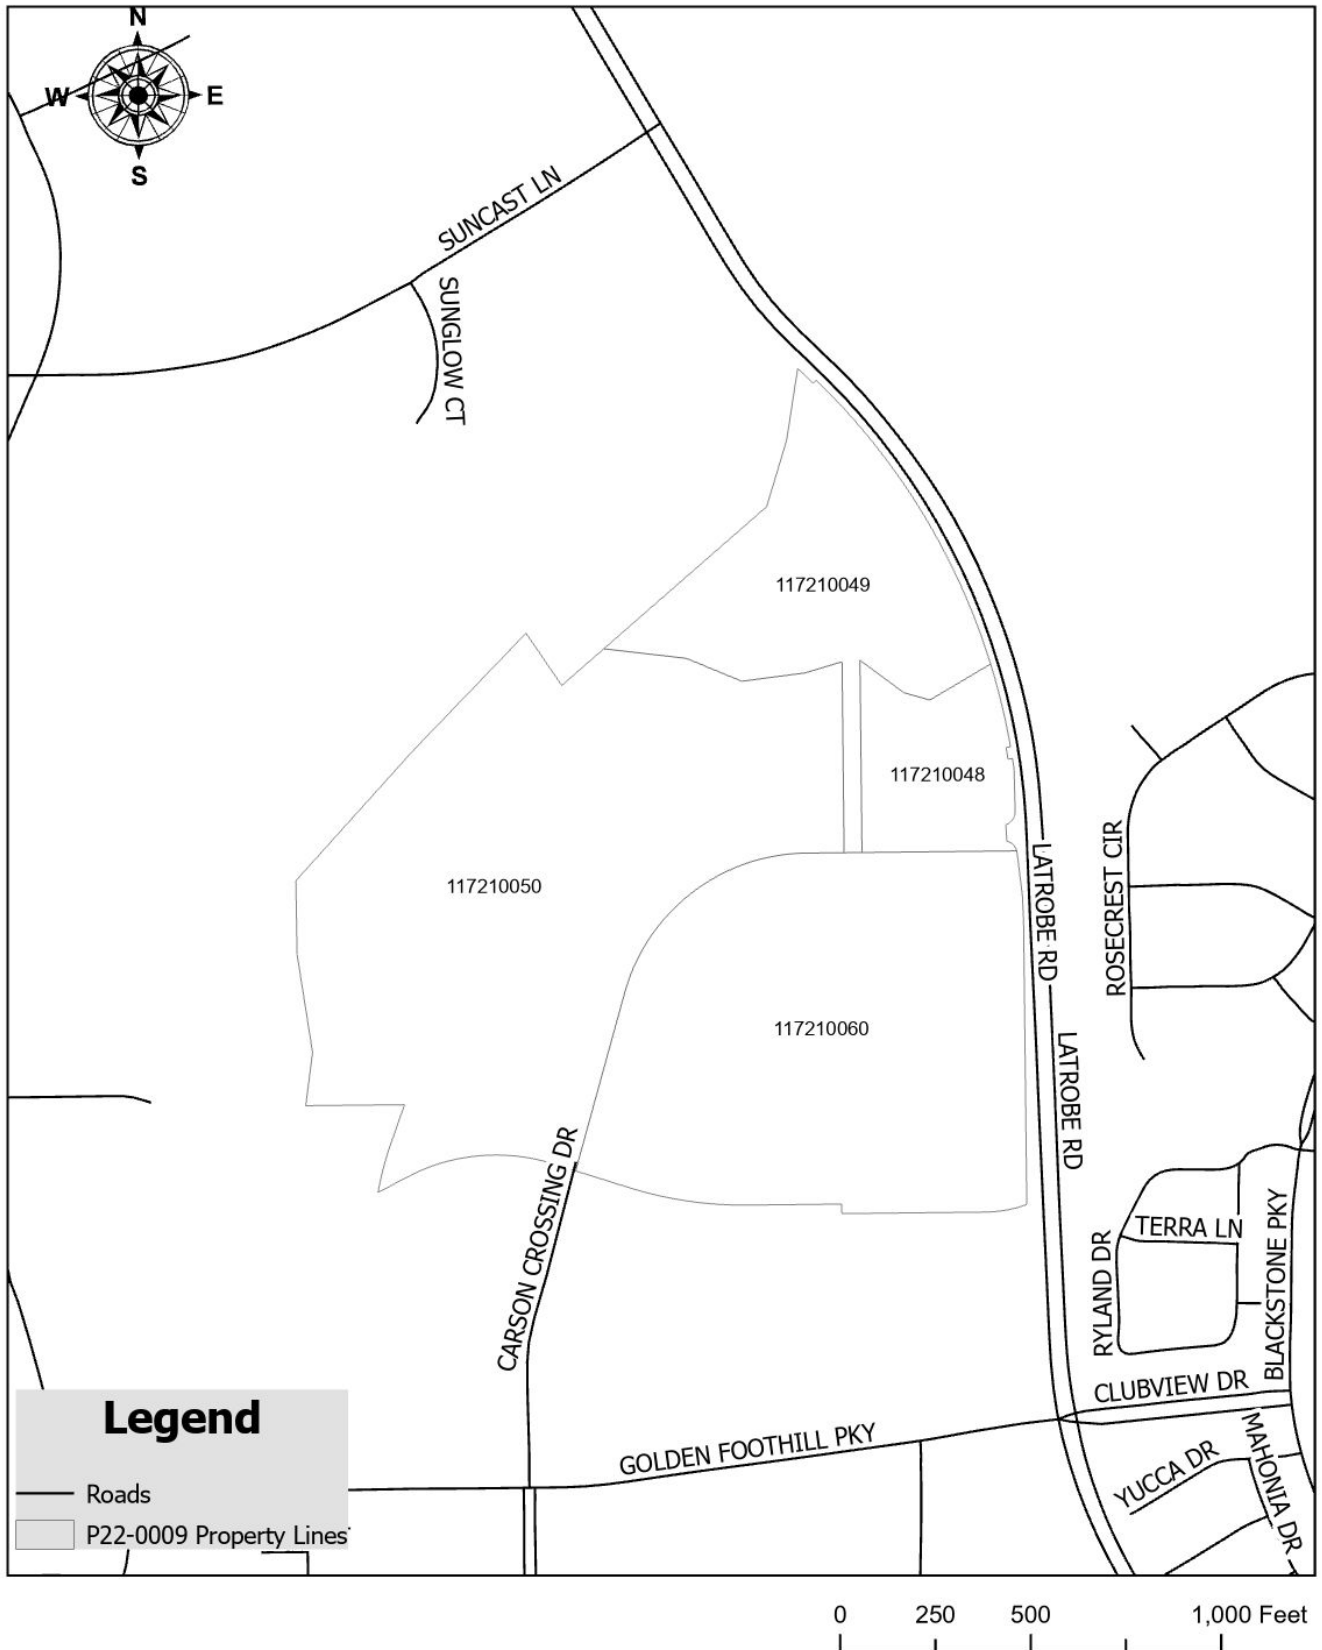 N
W
E
S
SUNCAST LN
SUNGLOW CT
117210049
117210048
ROSECREST CIR
LATROBE RD
117210050
117210060
LATROBE RD
CARSON CROSSING DR
TERRA LN
RYLAND DR
BLACKSTONE PKY
CLUBVIEW DR
GOLDEN FOOTHILL PKY
YUCCA DR
MAHONIA DR
Legend
Roads
P22-0009 Property Lines
0 250 500 1,000 Feet